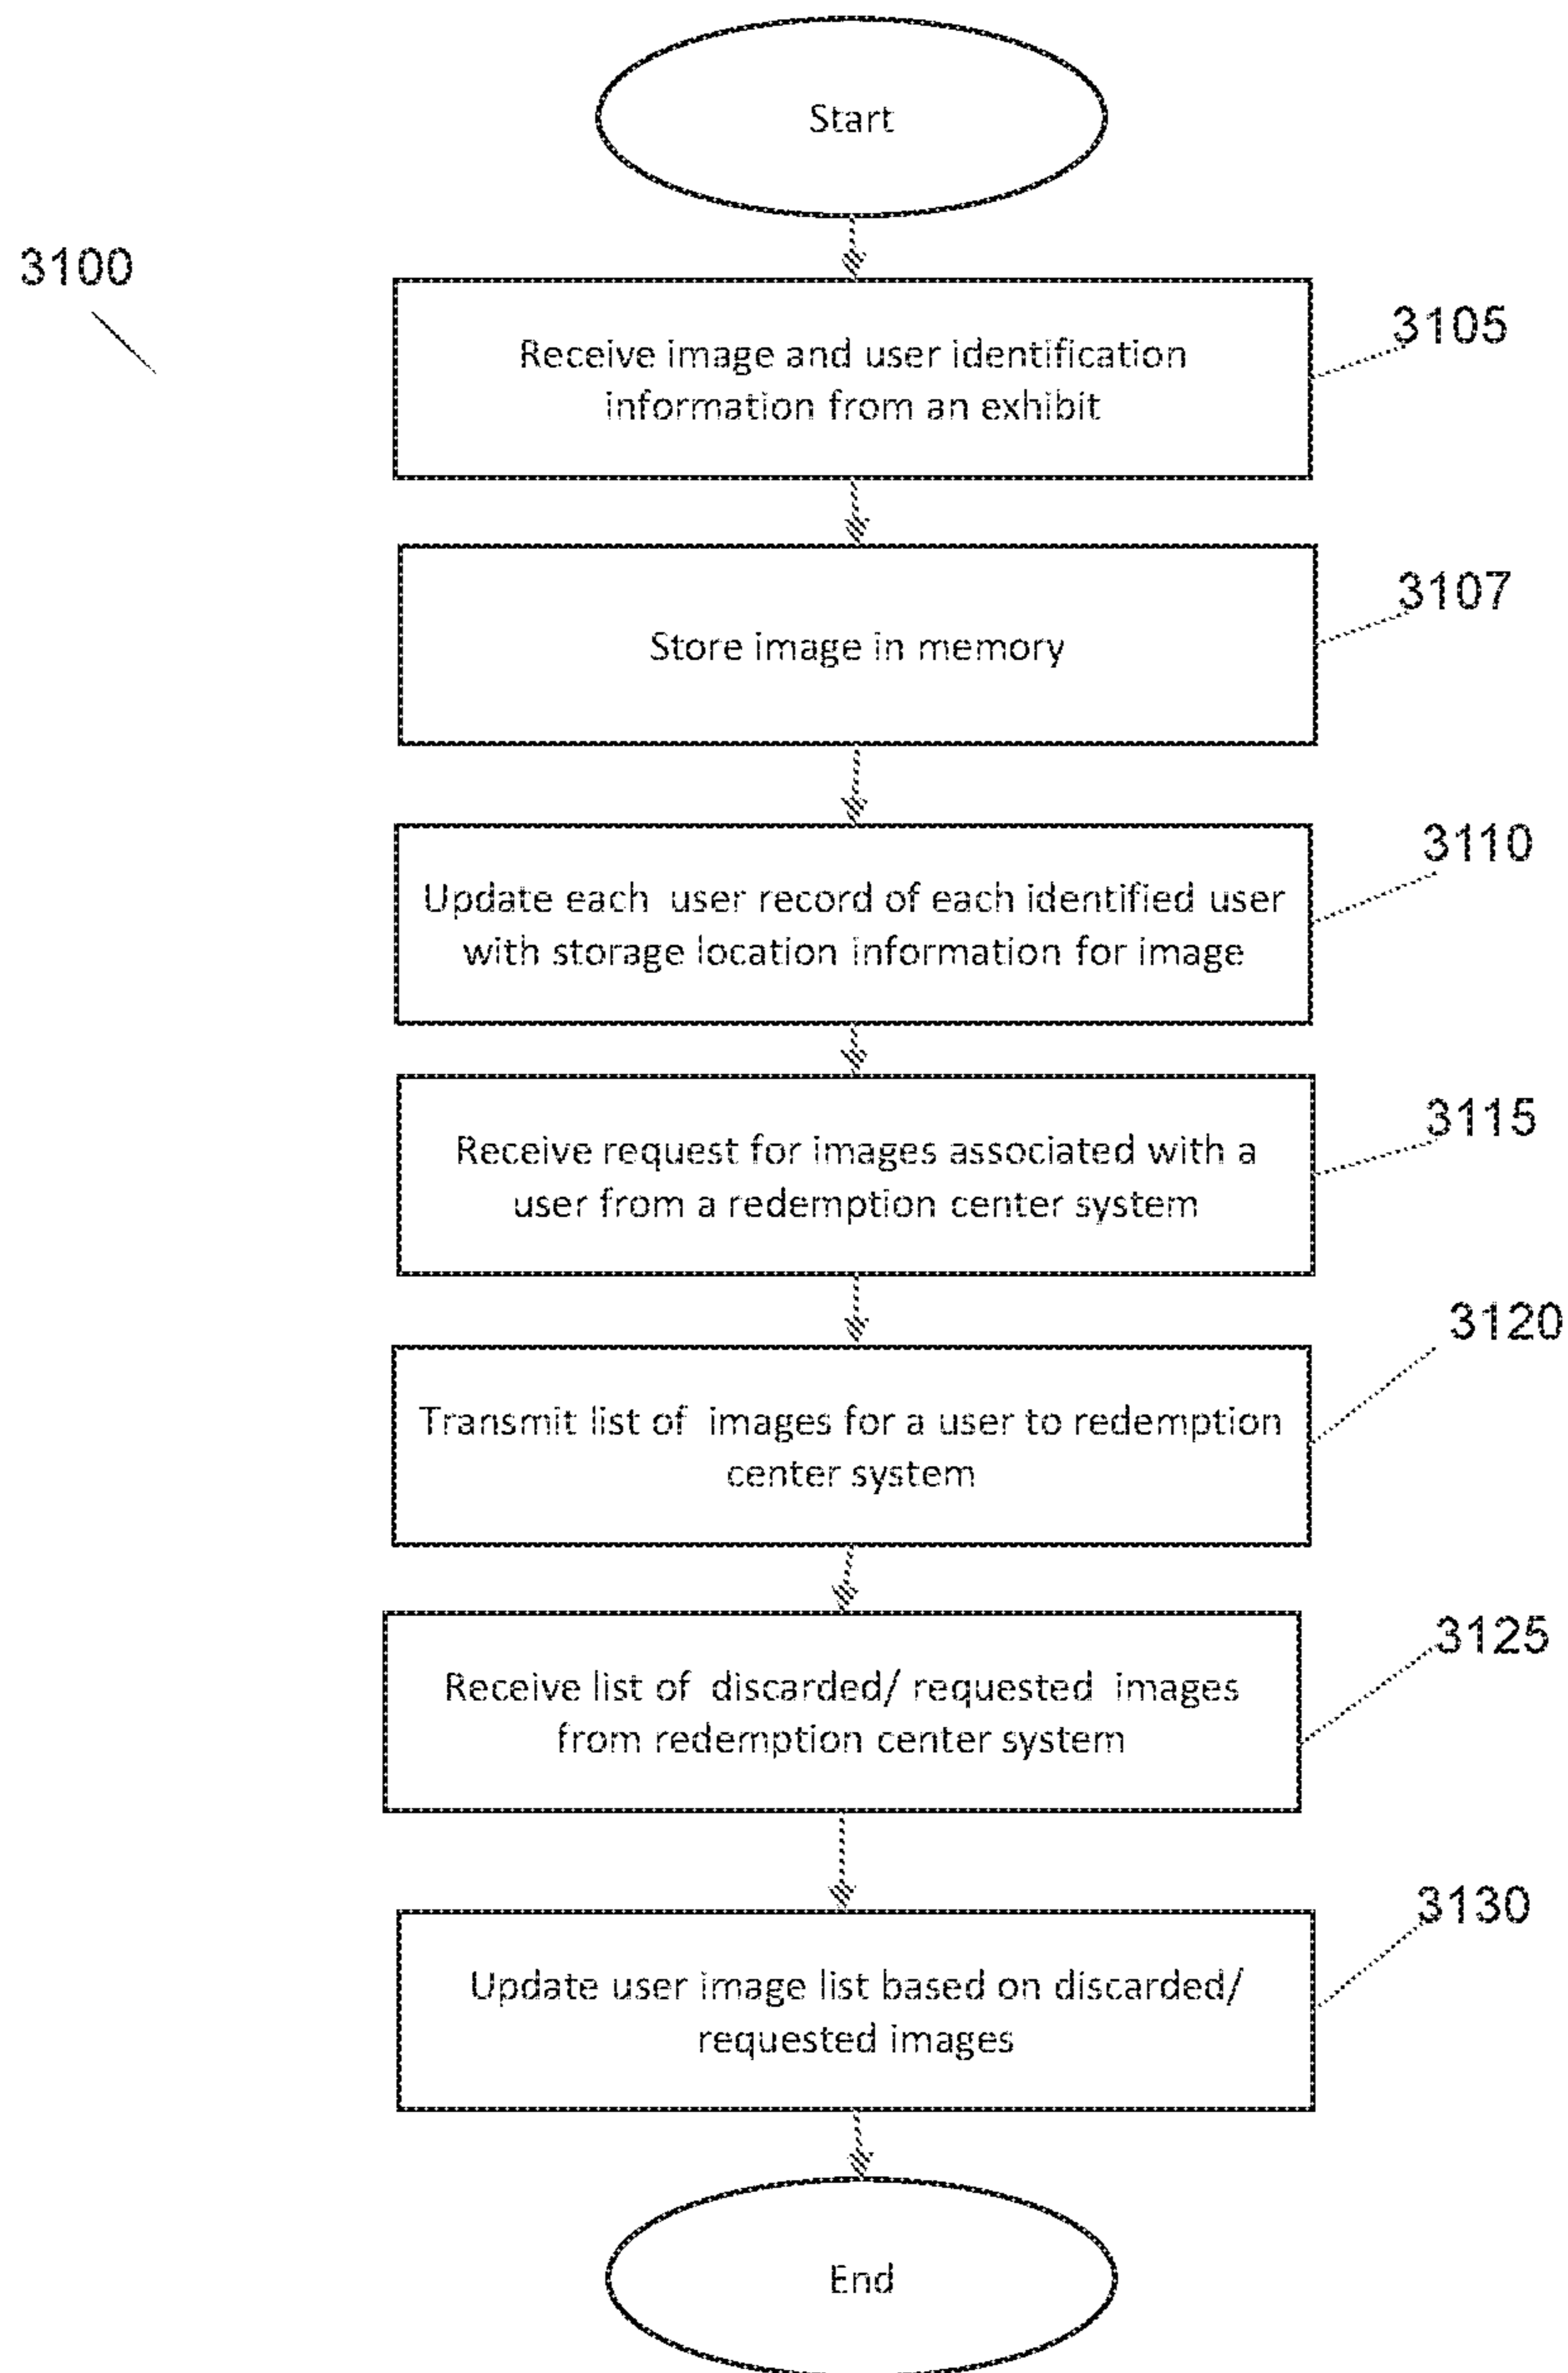 Start
3100
Receive image and user identification
information from an exhibit
3105
Store image in memory
3107
Update each user record of each identified user
with storage location information for image
3110
Receive request for images associated with a
user from a redemption center system
3115
Transmit list of images for a user to redemption
center system
3120
Receive list of discarded/ requested images
from redemption center system
3125
Update user image list based on discarded/
requested images
3130
End